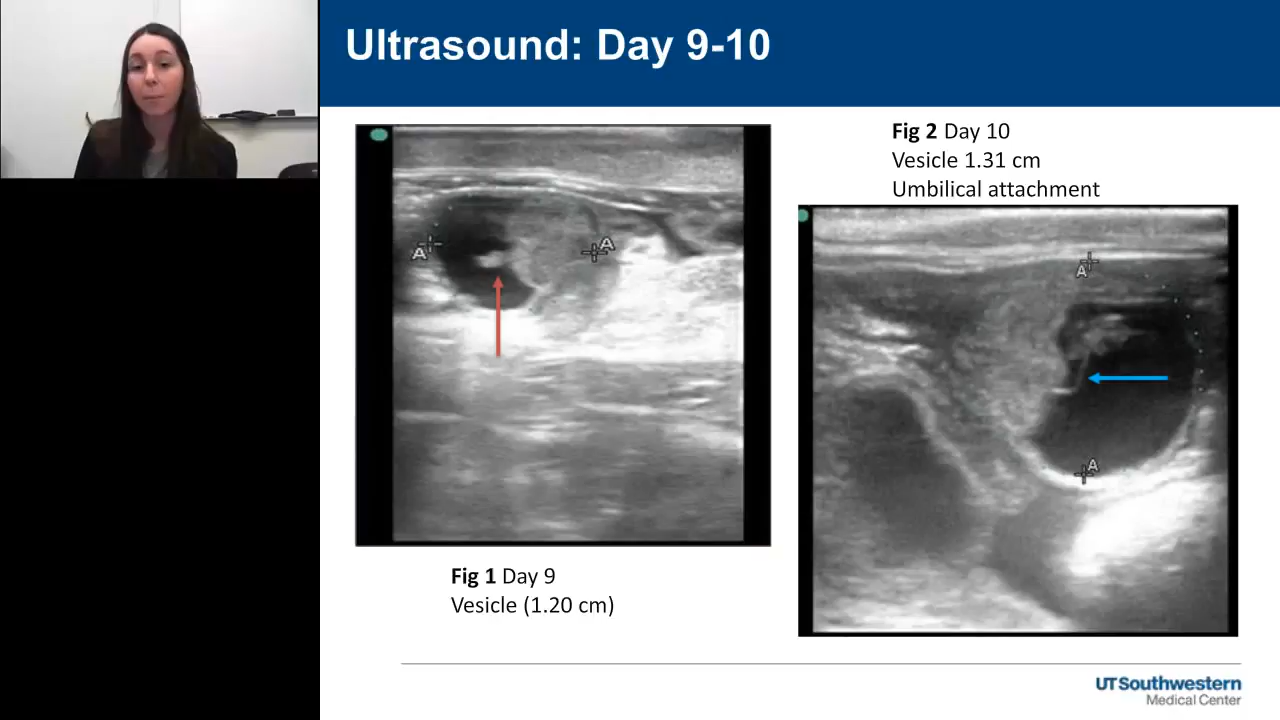 Ultrasound: Day 9-10
Fig 2 Day 10
Vesicle 1.31 cm
Umbilical attachment
A
A
A
A
Fig 1 Day 9
Vesicle (1.20 cm)
UTSouthwestern
Medical Center